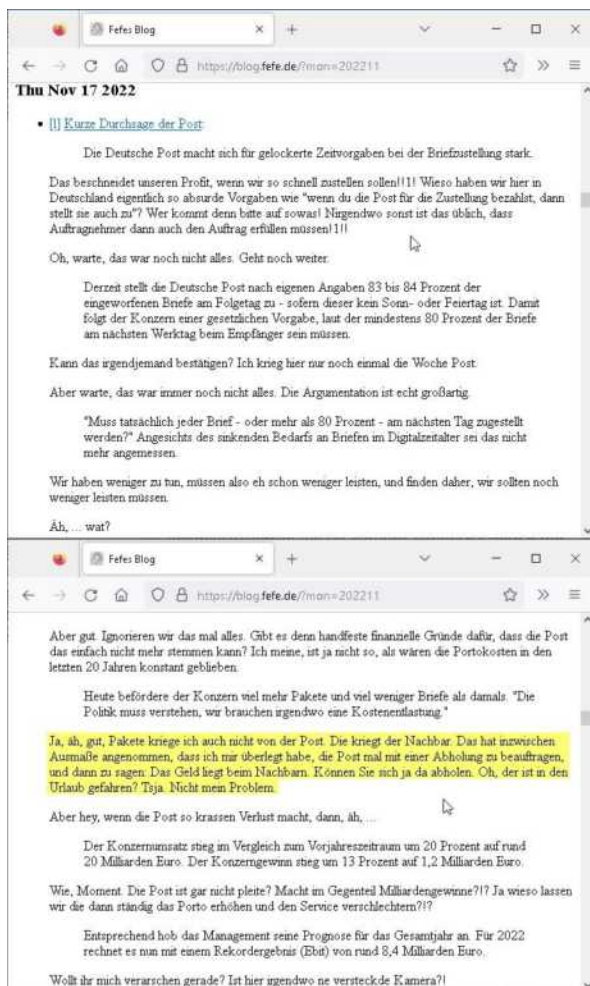 Fefes Blog
https://blog.fefe.de/?mon=202211
Thu Nov 17 2022
[l] Kurze Durchsage der Post:
Die Deutsche Post macht sich für gelockerte Zeitvorgaben bei der Briefzustellung stark.
Das beschneidet unseren Profit, wenn wir so schnell zustellen sollen!!1! Wieso haben wir hier in
Deutschland eigentlich so absurde Vorgaben wie "wenn du die Post für die Zustellung bezahlst, dann
stellt sie auch zu"? Wer kommt denn bitte auf sowas! Nirgendwo sonst ist das üblich, dass
Auftragnehmer dann auch den Auftrag erfüllen müssen!1!!
Oh, warte, das war noch nicht alles. Geht noch weiter:
Derzeit stellt die Deutsche Post nach eigenen Angaben 83 bis 84 Prozent der
eingeworfenen Briefe am Folgetag zu - sofern dieser kein Sonn- oder Feiertag ist. Damit
folgt der Konzern einer gesetzlichen Vorgabe, laut der mindestens 80 Prozent der Briefe
am nächsten Werktag beim Empfänger sein müssen.
Kann das irgendjemand bestätigen? Ich krieg hier nur noch einmal die Woche Post.
Aber warte, das war immer noch nicht alles. Die Argumentation ist echt großartig.
"Muss tatsächlich jeder Brief - oder mehr als 80 Prozent - am nächsten Tag zugestellt
werden?" Angesichts des sinkenden Bedarfs an Briefen im Digitalzeitalter sei das nicht
mehr angemessen.
Wir haben weniger zu tun, müssen also eh schon weniger leisten, und finden daher, wir sollten noch
weniger leisten müssen.
Äh, ... wat?
Fefes Blog
https://blog.fefe.de/?mon=202211
Aber gut. Ignorieren wir das mal alles. Gibt es denn handfeste finanzielle Gründe dafür, dass die Post
das einfach nicht mehr stemmen kann? Ich meine, ist ja nicht so, als wären die Portokosten in den
letzten 20 Jahren konstant geblieben.
Heute befördere der Konzern viel mehr Pakete und viel weniger Briefe als damals. "Die
Politik muss verstehen, wir brauchen irgendwo eine Kostenentlastung."
Ja, äh, gut, Pakete kriege ich auch nicht von der Post. Die kriegt der Nachbar. Das hat inzwischen
Ausmaße angenommen, dass ich mir überlegt habe, die Post mal mit einer Abholung zu beauftragen,
und dann zu sagen: Das Geld liegt beim Nachbarn. Können Sie sich ja da abholen. Oh, der ist in den
Urlaub gefahren? Tsja. Nicht mein Problem.
Aber hey, wenn die Post so krassen Verlust macht, dann, äh, ...
Der Konzernumsatz stieg im Vergleich zum Vorjahreszeitraum um 20 Prozent auf rund
20 Milliarden Euro. Der Konzerngewinn stieg um 13 Prozent auf 1,2 Milliarden Euro.
Wie, Moment. Die Post ist gar nicht pleite? Macht im Gegenteil Milliardengewinne?!? Ja wieso lassen
wir die dann ständig das Porto erhöhen und den Service verschlechtern?!?
Entsprechend hob das Management seine Prognose für das Gesamtjahr an. Für 2022
rechnet es nun mit einem Rekordergebnis (Ebit) von rund 8,4 Milliarden Euro.
Wollt ihr mich verarschen gerade? Ist hier irgendwo ne versteckde Kamera?!